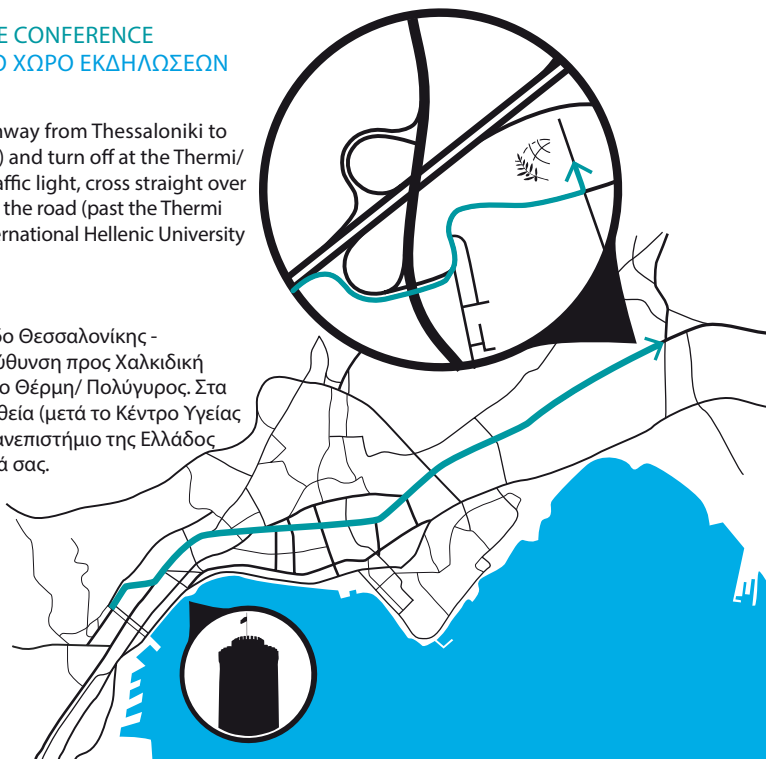 E CONFERENCE
Ο ΧΩΡΟ ΕΚΔΗΛΩΣΕΩΝ
way from Thessaloniki to
) and turn off at the Thermi/
affic light, cross straight over
the road (past the Thermi
ernational Hellenic University
δο Θεσσαλονίκης -
ύθυνση προς Χαλκιδική
ο Θέρμη/ Πολύγυρος. Στα
θεία (μετά το Κέντρο Υγείας
ανεπιστήμιο της Ελλάδος
ά σας.